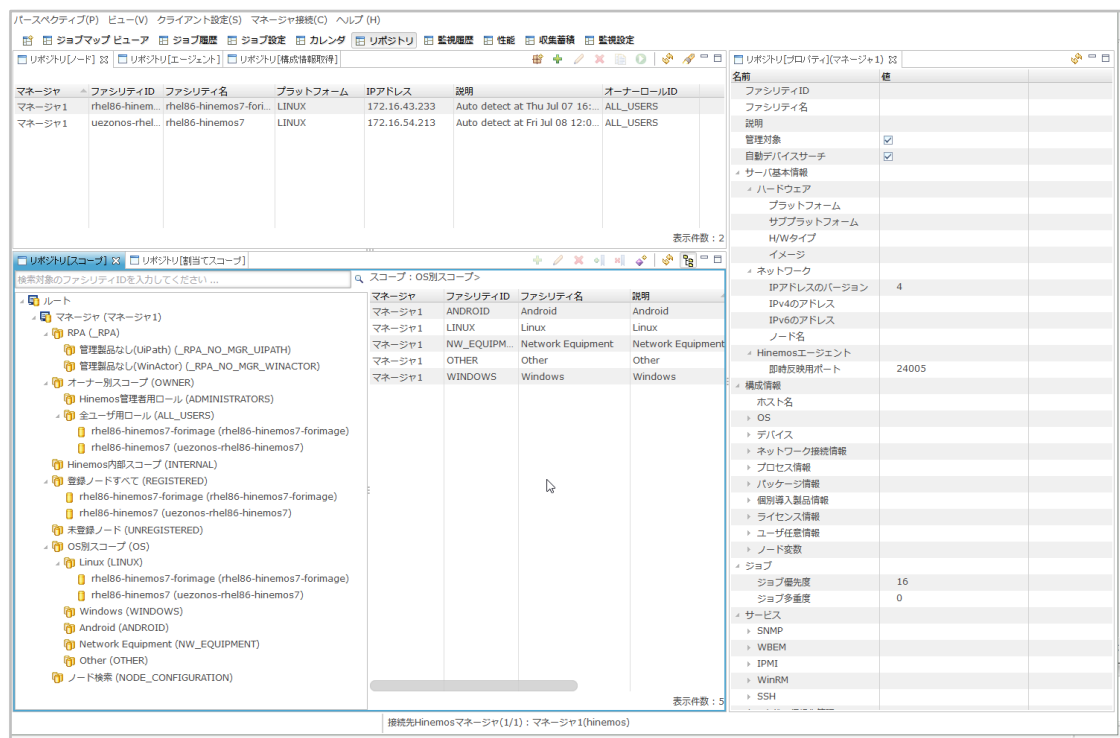 パースペクティブ(P) ビュー(V) クライアント設定(S) マネージャ接続(C) ヘルプ (H)
ジョブマップ ビューア ジョブ履歴 ジョブ設定 カレンダ リポジトリ 監視履歴 性能 収集蓄積 監視設定
リポジトリ[ノード] リポジトリ[エージェント] リポジトリ[構成情報取得]
マネージャ ファシリティID ファシリティ名 プラットフォーム IPアドレス 説明 オーナーロールID
マネージャ1 rhel86-hinem... rhel86-hinemos7-fori... LINUX 172.16.43.233 Auto detect at Thu Jul 07 16:... ALL_USERS
マネージャ1 uezonos-rhel... rhel86-hinemos7 LINUX 172.16.54.213 Auto detect at Fri Jul 08 12:0... ALL_USERS
表示件数：2
リポジトリ[スコープ] リポジトリ[割当てスコープ]
検索対象のファシリティIDを入力してください ...
ルート
マネージャ (マネージャ1)
RPA (_RPA)
管理製品なし(UiPath) (_RPA_NO_MGR_UIPATH)
管理製品なし(WinActor) (_RPA_NO_MGR_WINACTOR)
オーナー別スコープ (OWNER)
Hinemos管理者用ロール (ADMINISTRATORS)
全ユーザ用ロール (ALL_USERS)
rhel86-hinemos7-forimage (rhel86-hinemos7-forimage)
rhel86-hinemos7 (uezonos-rhel86-hinemos7)
Hinemos内部スコープ (INTERNAL)
登録ノードすべて (REGISTERED)
rhel86-hinemos7-forimage (rhel86-hinemos7-forimage)
rhel86-hinemos7 (uezonos-rhel86-hinemos7)
未登録ノード (UNREGISTERED)
OS別スコープ (OS)
Linux (LINUX)
rhel86-hinemos7-forimage (rhel86-hinemos7-forimage)
rhel86-hinemos7 (uezonos-rhel86-hinemos7)
Windows (WINDOWS)
Android (ANDROID)
Network Equipment (NW_EQUIPMENT)
Other (OTHER)
ノード検索 (NODE_CONFIGURATION)
スコープ：OS別スコープ>
マネージャ ファシリティID ファシリティ名 説明
マネージャ1 ANDROID Android Android
マネージャ1 LINUX Linux Linux
マネージャ1 NW_EQUIPM... Network Equipment Network Equipment
マネージャ1 OTHER Other Other
マネージャ1 WINDOWS Windows Windows
表示件数：5
リポジトリ[プロパティ](マネージャ1)
名前 値
ファシリティID
ファシリティ名
説明
管理対象
自動デバイスサーチ
サーバ基本情報
ハードウェア
プラットフォーム
サブプラットフォーム
H/Wタイプ
イメージ
ネットワーク
IPアドレスのバージョン 4
IPv4のアドレス
IPv6のアドレス
ノード名
Hinemosエージェント
即時反映用ポート 24005
構成情報
ホスト名
OS
デバイス
ネットワーク接続情報
プロセス情報
パッケージ情報
個別導入製品情報
ライセンス情報
ユーザ任意情報
ノード変数
ジョブ
ジョブ優先度 16
ジョブ多重度 0
サービス
SNMP
WBEM
IPMI
WinRM
SSH
接続先Hinemosマネージャ(1/1)：マネージャ1(hinemos)